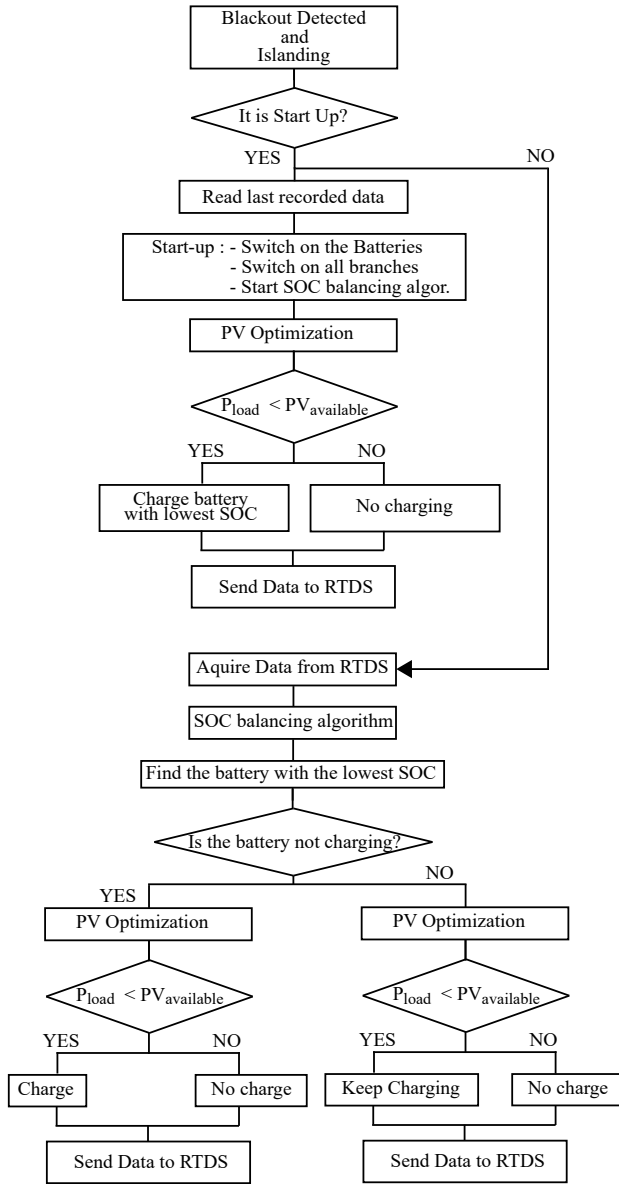 Blackout Detected
and
Islanding
It is Start Up?
YES
NO
Read last recorded data
Start-up : - Switch on the Batteries
- Switch on all branches
- Start SOC balancing algor.
PV Optimization
Pload < PVavailable
YES
NO
Charge battery
with lowest SOC
No charging
Send Data to RTDS
Aquire Data from RTDS
SOC balancing algorithm
Find the battery with the lowest SOC
Is the battery not charging?
YES
NO
PV Optimization
PV Optimization
Pload < PVavailable
Pload < PVavailable
YES
NO
YES
NO
Charge
No charge
Keep Charging
No charge
Send Data to RTDS
Send Data to RTDS